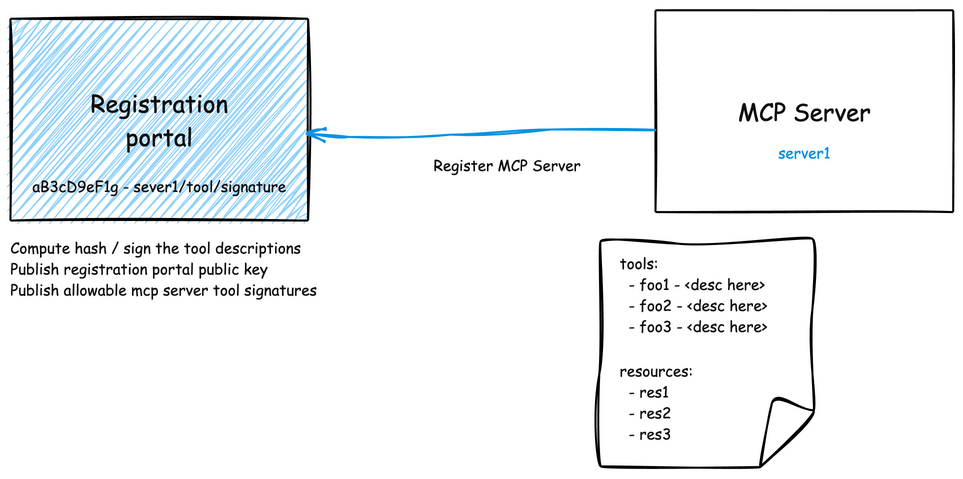 Registration
portal
aB3cD9eF1g - sever1/tool/signature
Compute hash / sign the tool descriptions
Publish registration portal public key
Publish allowable mcp server tool signatures
Register MCP Server
MCP Server
server1
tools:
- foo1 - <desc here>
- foo2 - <desc here>
- foo3 - <desc here>
resources:
- res1
- res2
- res3